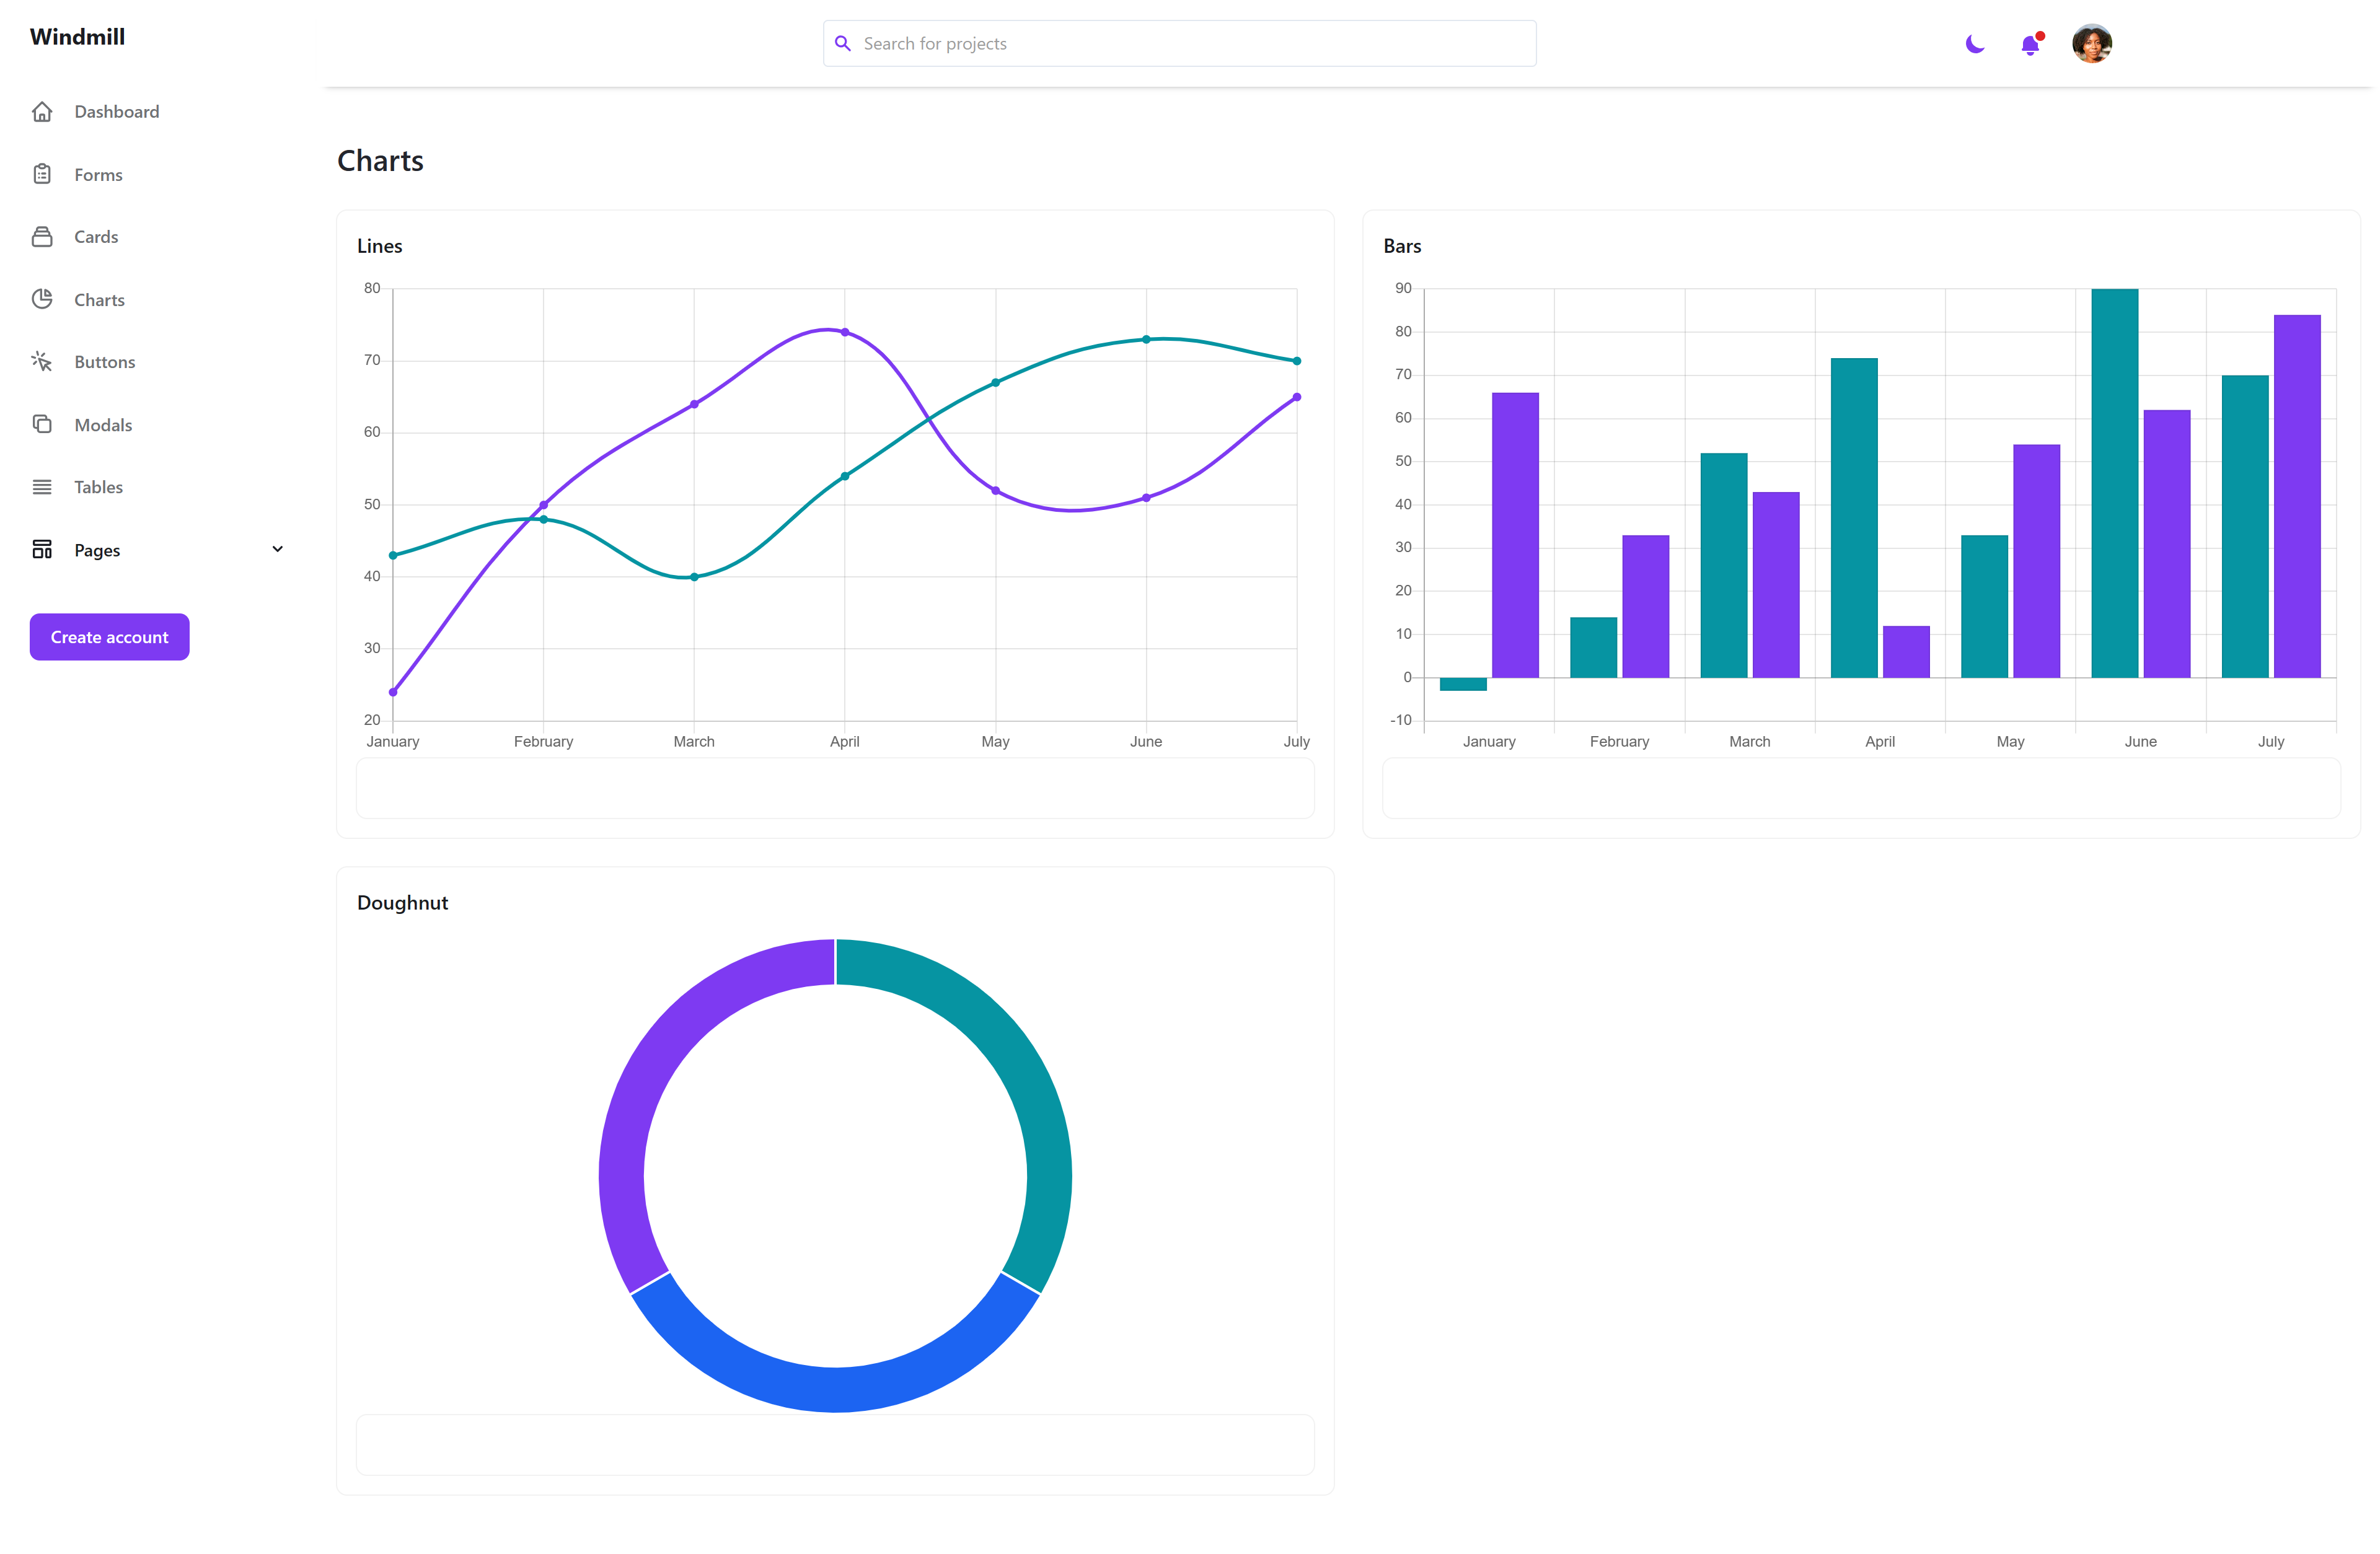 Windmill
Search for projects
Dashboard
Forms
Cards
Charts
Buttons
Modals
Tables
Pages
Create account
Charts
Lines
80
70
60
50
40
30
20
January February March April May June July
Bars
90
80
70
60
50
40
30
20
10
0
-10
January February March April May June July
Doughnut